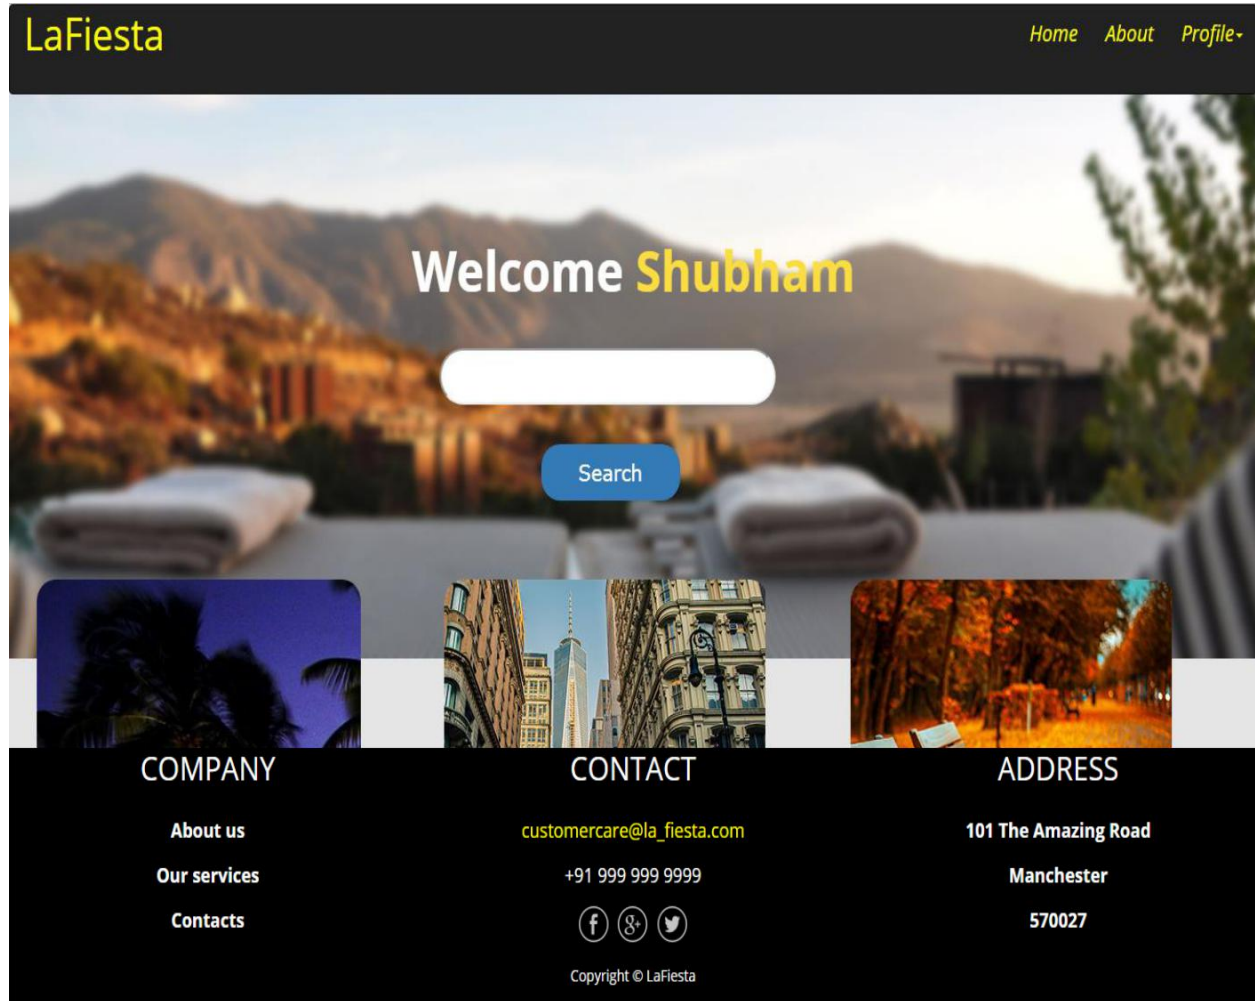 LaFiesta
Home About Profile
Welcome Shubham
Search
COMPANY
About us
Our services
Contacts
CONTACT
customercare@la_fiesta.com
+91 999 999 9999
f g+
Copyright © LaFiesta
ADDRESS
101 The Amazing Road
Manchester
570027